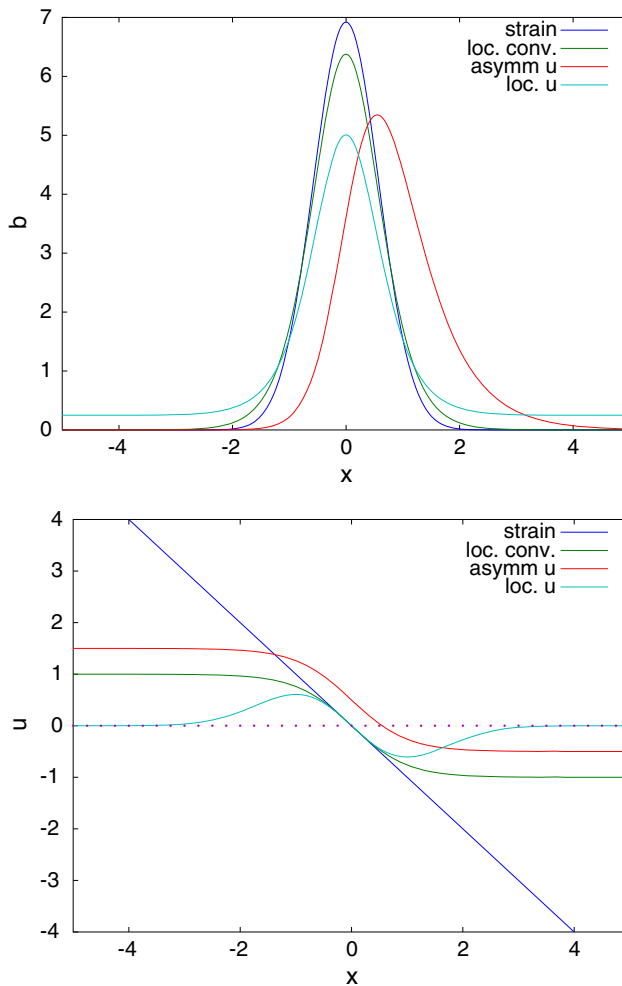 7
6
5
4
3
2
1
0
b
strain
loc. conv.
asymm u
loc. u
-4 -2 0 2 4
x
4
3
2
1
0
-1
-2
-3
-4
u
strain
loc. conv.
asymm u
loc. u
-4 -2 0 2 4
x